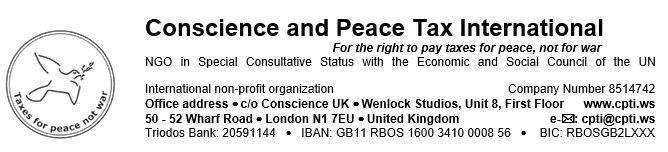 Conscience and Peace Tax International
For the right to pay taxes for peace, not for war
NGO in Special Consultative Status with the Economic and Social Council of the UN
International non-profit organization Company Number 8514742
Office address • c/o Conscience UK • Wenlock Studios, Unit 8, First Floor www.cpti.ws
50 - 52 Wharf Road • London N1 7EU • United Kingdom e-✉: cpti@cpti.ws
Triodos Bank: 20591144 • IBAN: GB11 RBOS 1600 3410 0008 56 • BIC: RBOSGB2LXXX
Taxes for peace not war